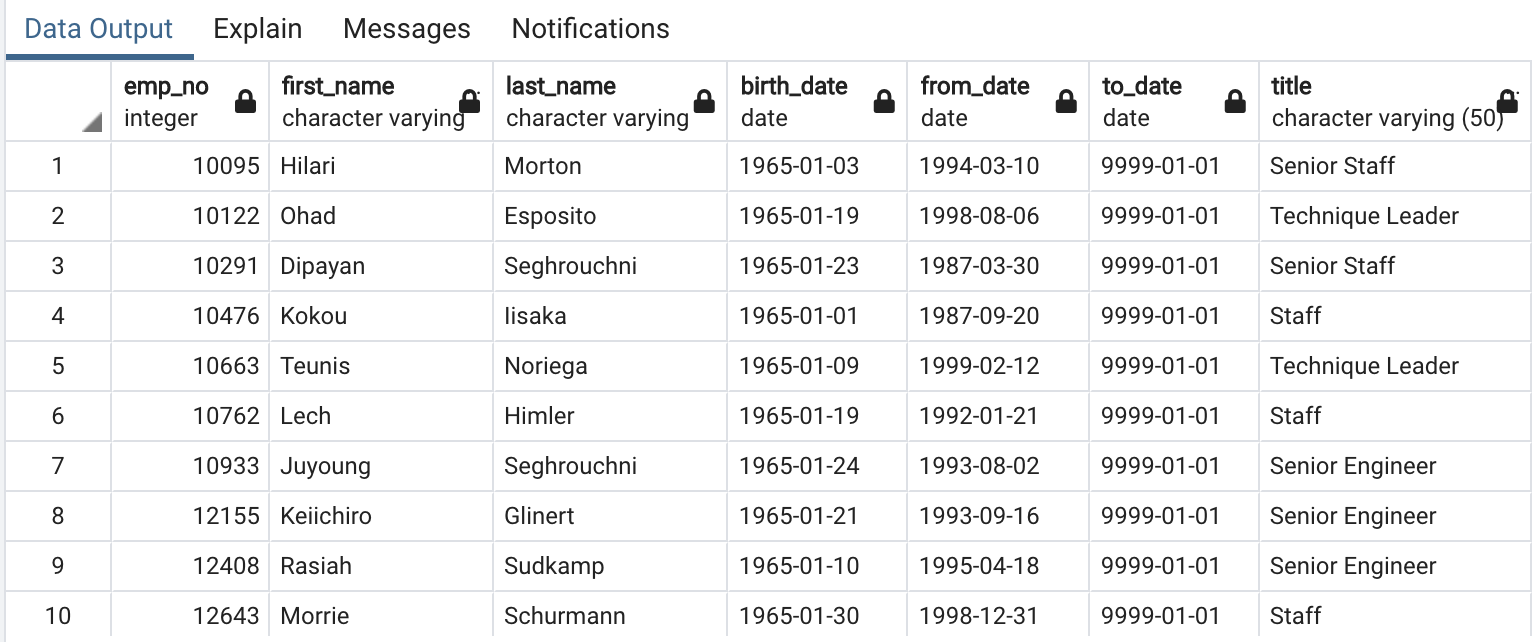 Data Output Explain Messages Notifications
emp_no first_name last_name birth_date from_date to_date title
integer character varying character varying date date date character varying (50)
1 10095 Hilari Morton 1965-01-03 1994-03-10 9999-01-01 Senior Staff
2 10122 Ohad Esposito 1965-01-19 1998-08-06 9999-01-01 Technique Leader
3 10291 Dipayan Seghrouchni 1965-01-23 1987-03-30 9999-01-01 Senior Staff
4 10476 Kokou Iisaka 1965-01-01 1987-09-20 9999-01-01 Staff
5 10663 Teunis Noriega 1965-01-09 1999-02-12 9999-01-01 Technique Leader
6 10762 Lech Himler 1965-01-19 1992-01-21 9999-01-01 Staff
7 10933 Juyoung Seghrouchni 1965-01-24 1993-08-02 9999-01-01 Senior Engineer
8 12155 Keiichiro Glinert 1965-01-21 1993-09-16 9999-01-01 Senior Engineer
9 12408 Rasiah Sudkamp 1965-01-10 1995-04-18 9999-01-01 Senior Engineer
10 12643 Morrie Schurmann 1965-01-30 1998-12-31 9999-01-01 Staff